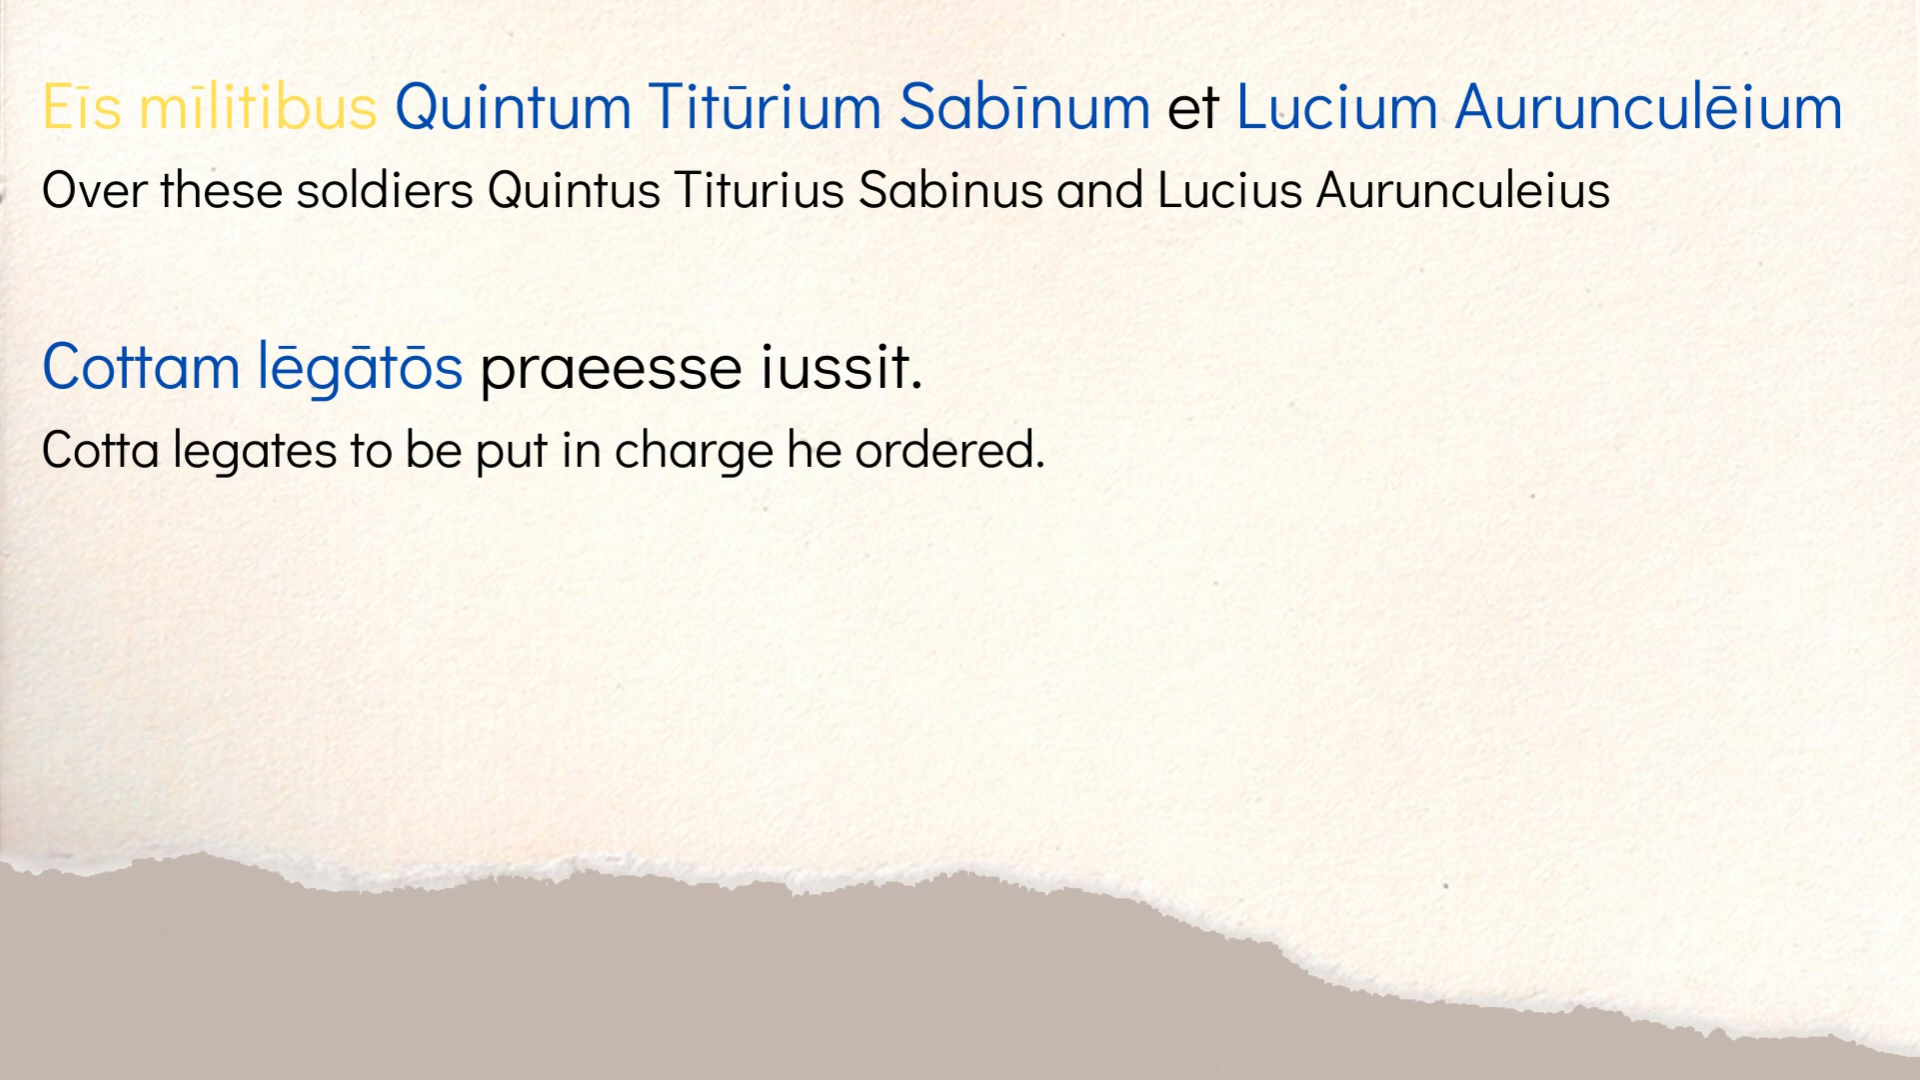 Eīs mīlitibus Quintum Titūrium Sabīnum et Lucium Aurunculēium
Over these soldiers Quintus Titurius Sabinus and Lucius Aurunculeius
Cottam lēgātōs praeesse iussit.
Cotta legates to be put in charge he ordered.